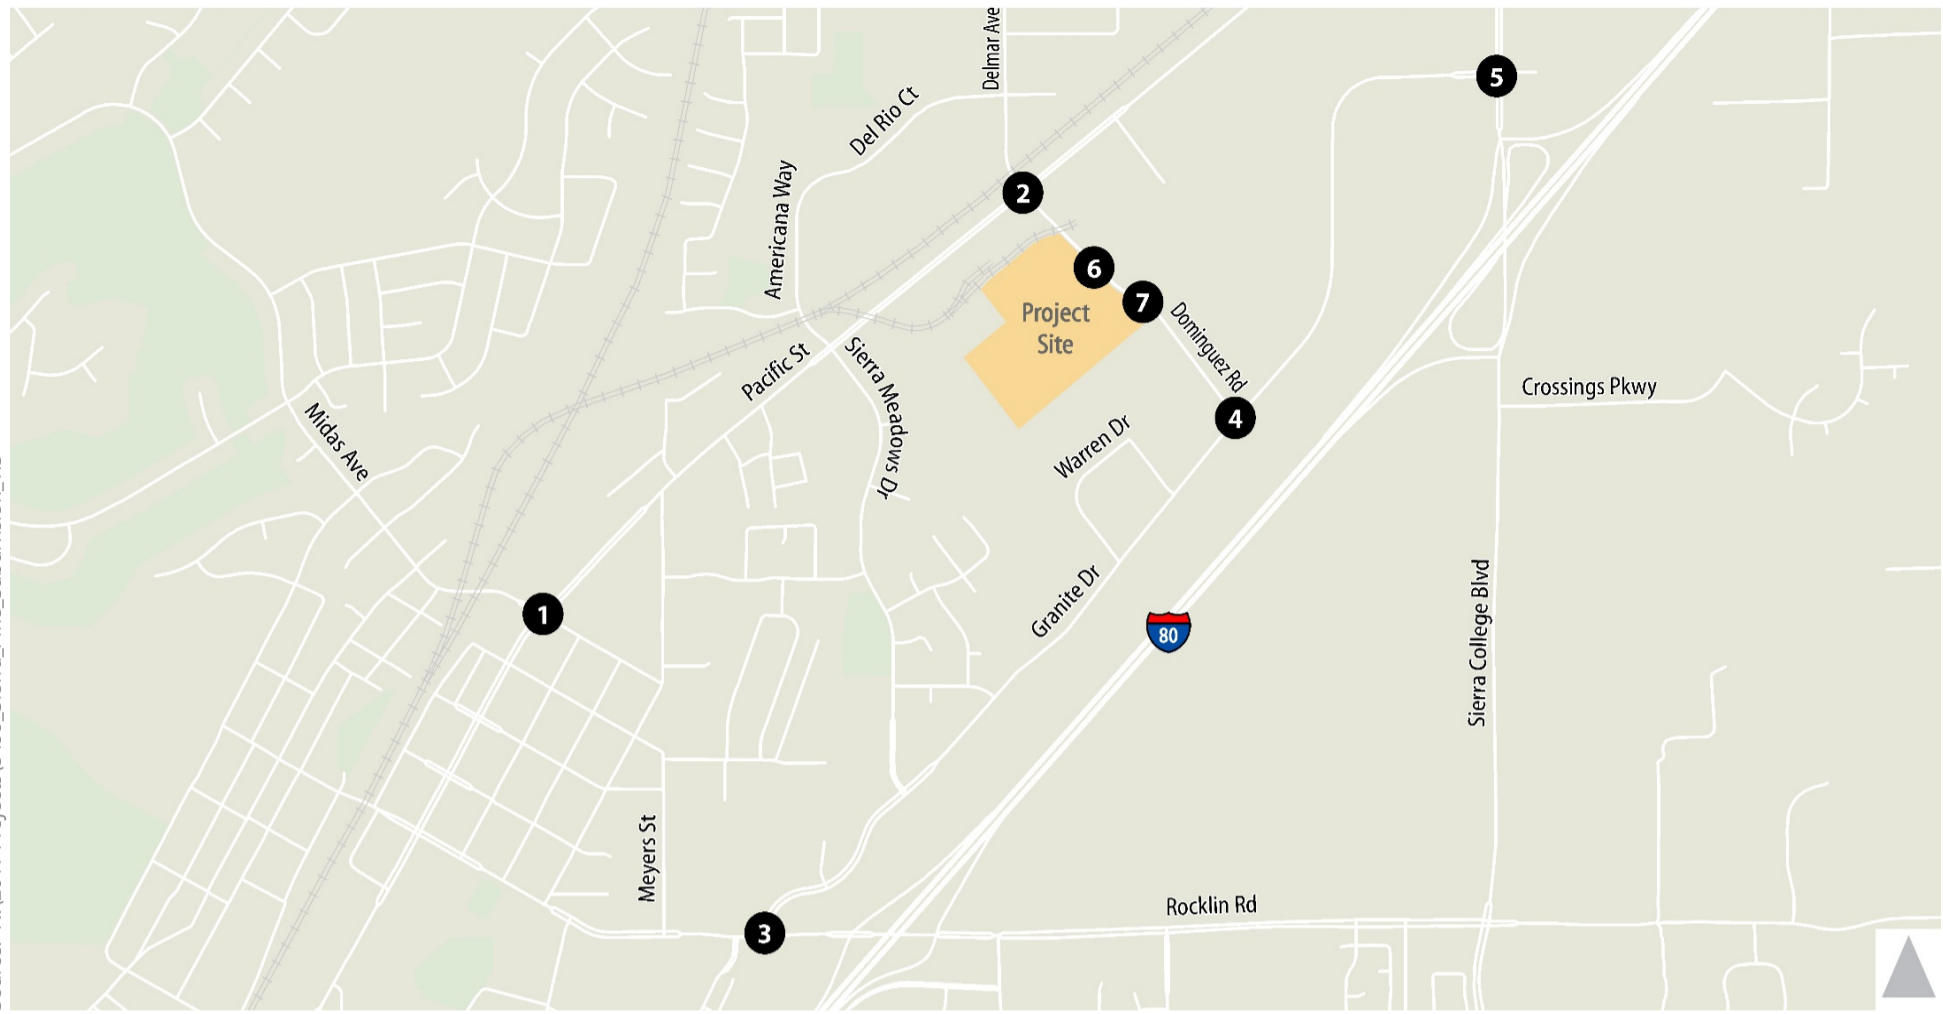 Delmar Ave
5
Del Rio Ct
2
Americana Way
6
7
Project
Site
Dominguez Rd
Pacific St
Sierra Meadows Dr
Crossings Pkwy
4
Midas Ave
Warren Dr
Granite Dr
1
80
Sierra College Blvd
Meyers St
Rocklin Rd
3